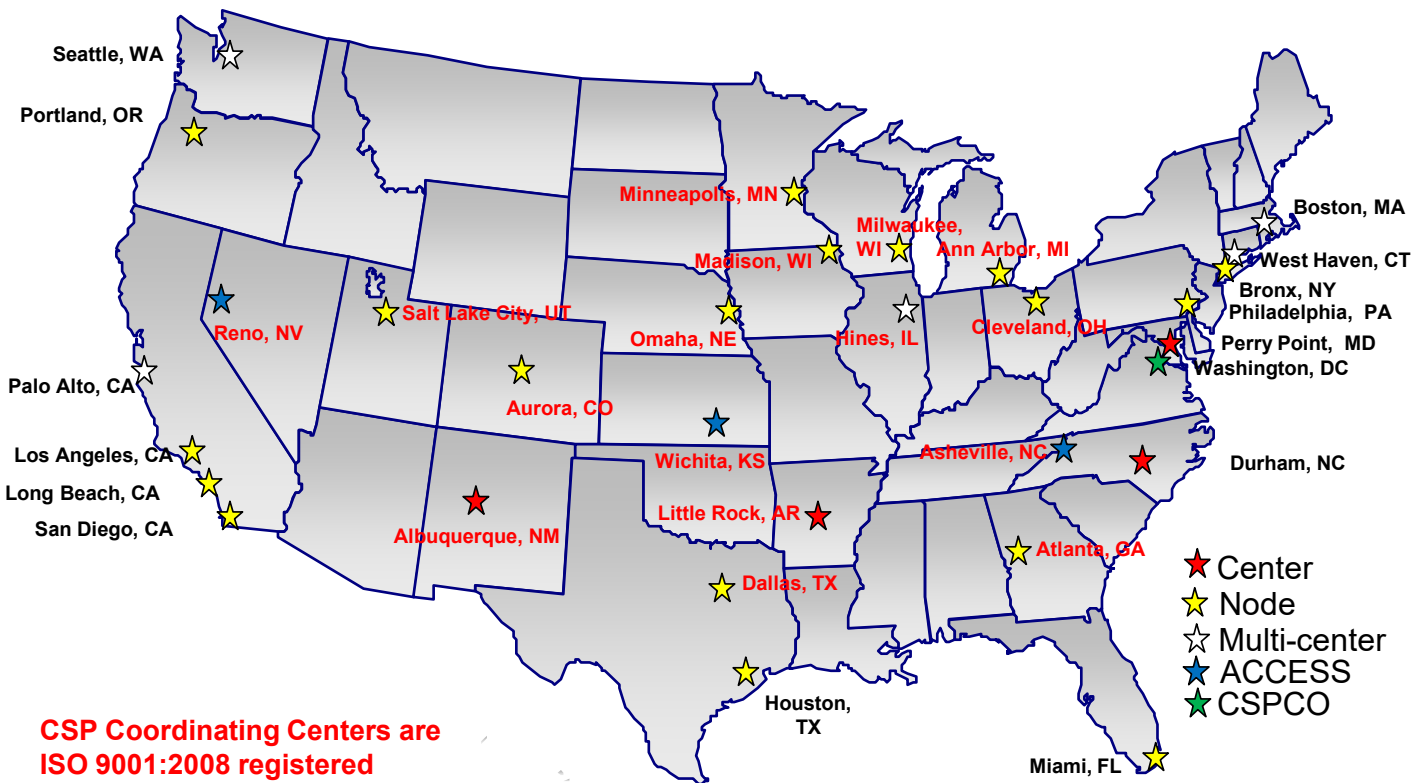 Seattle, WA
Portland, OR
Minneapolis, MN
Milwaukee,
WI
Ann Arbor, MI
Madison, WI
Boston, MA
West Haven, CT
Bronx, NY
Philadelphia, PA
Perry Point, MD
Washington, DC
Reno, NV
Salt Lake City, UT
Omaha, NE
Hines, IL
Cleveland, OH
Palo Alto, CA
Aurora, CO
Los Angeles, CA
Wichita, KS
Asheville, NC
Durham, NC
Long Beach, CA
San Diego, CA
Albuquerque, NM
Little Rock, AR
Atlanta, GA
Dallas, TX
Houston,
TX
Miami, FL
Center
Node
Multi-center
ACCESS
CSPCO
CSP Coordinating Centers are
ISO 9001:2008 registered